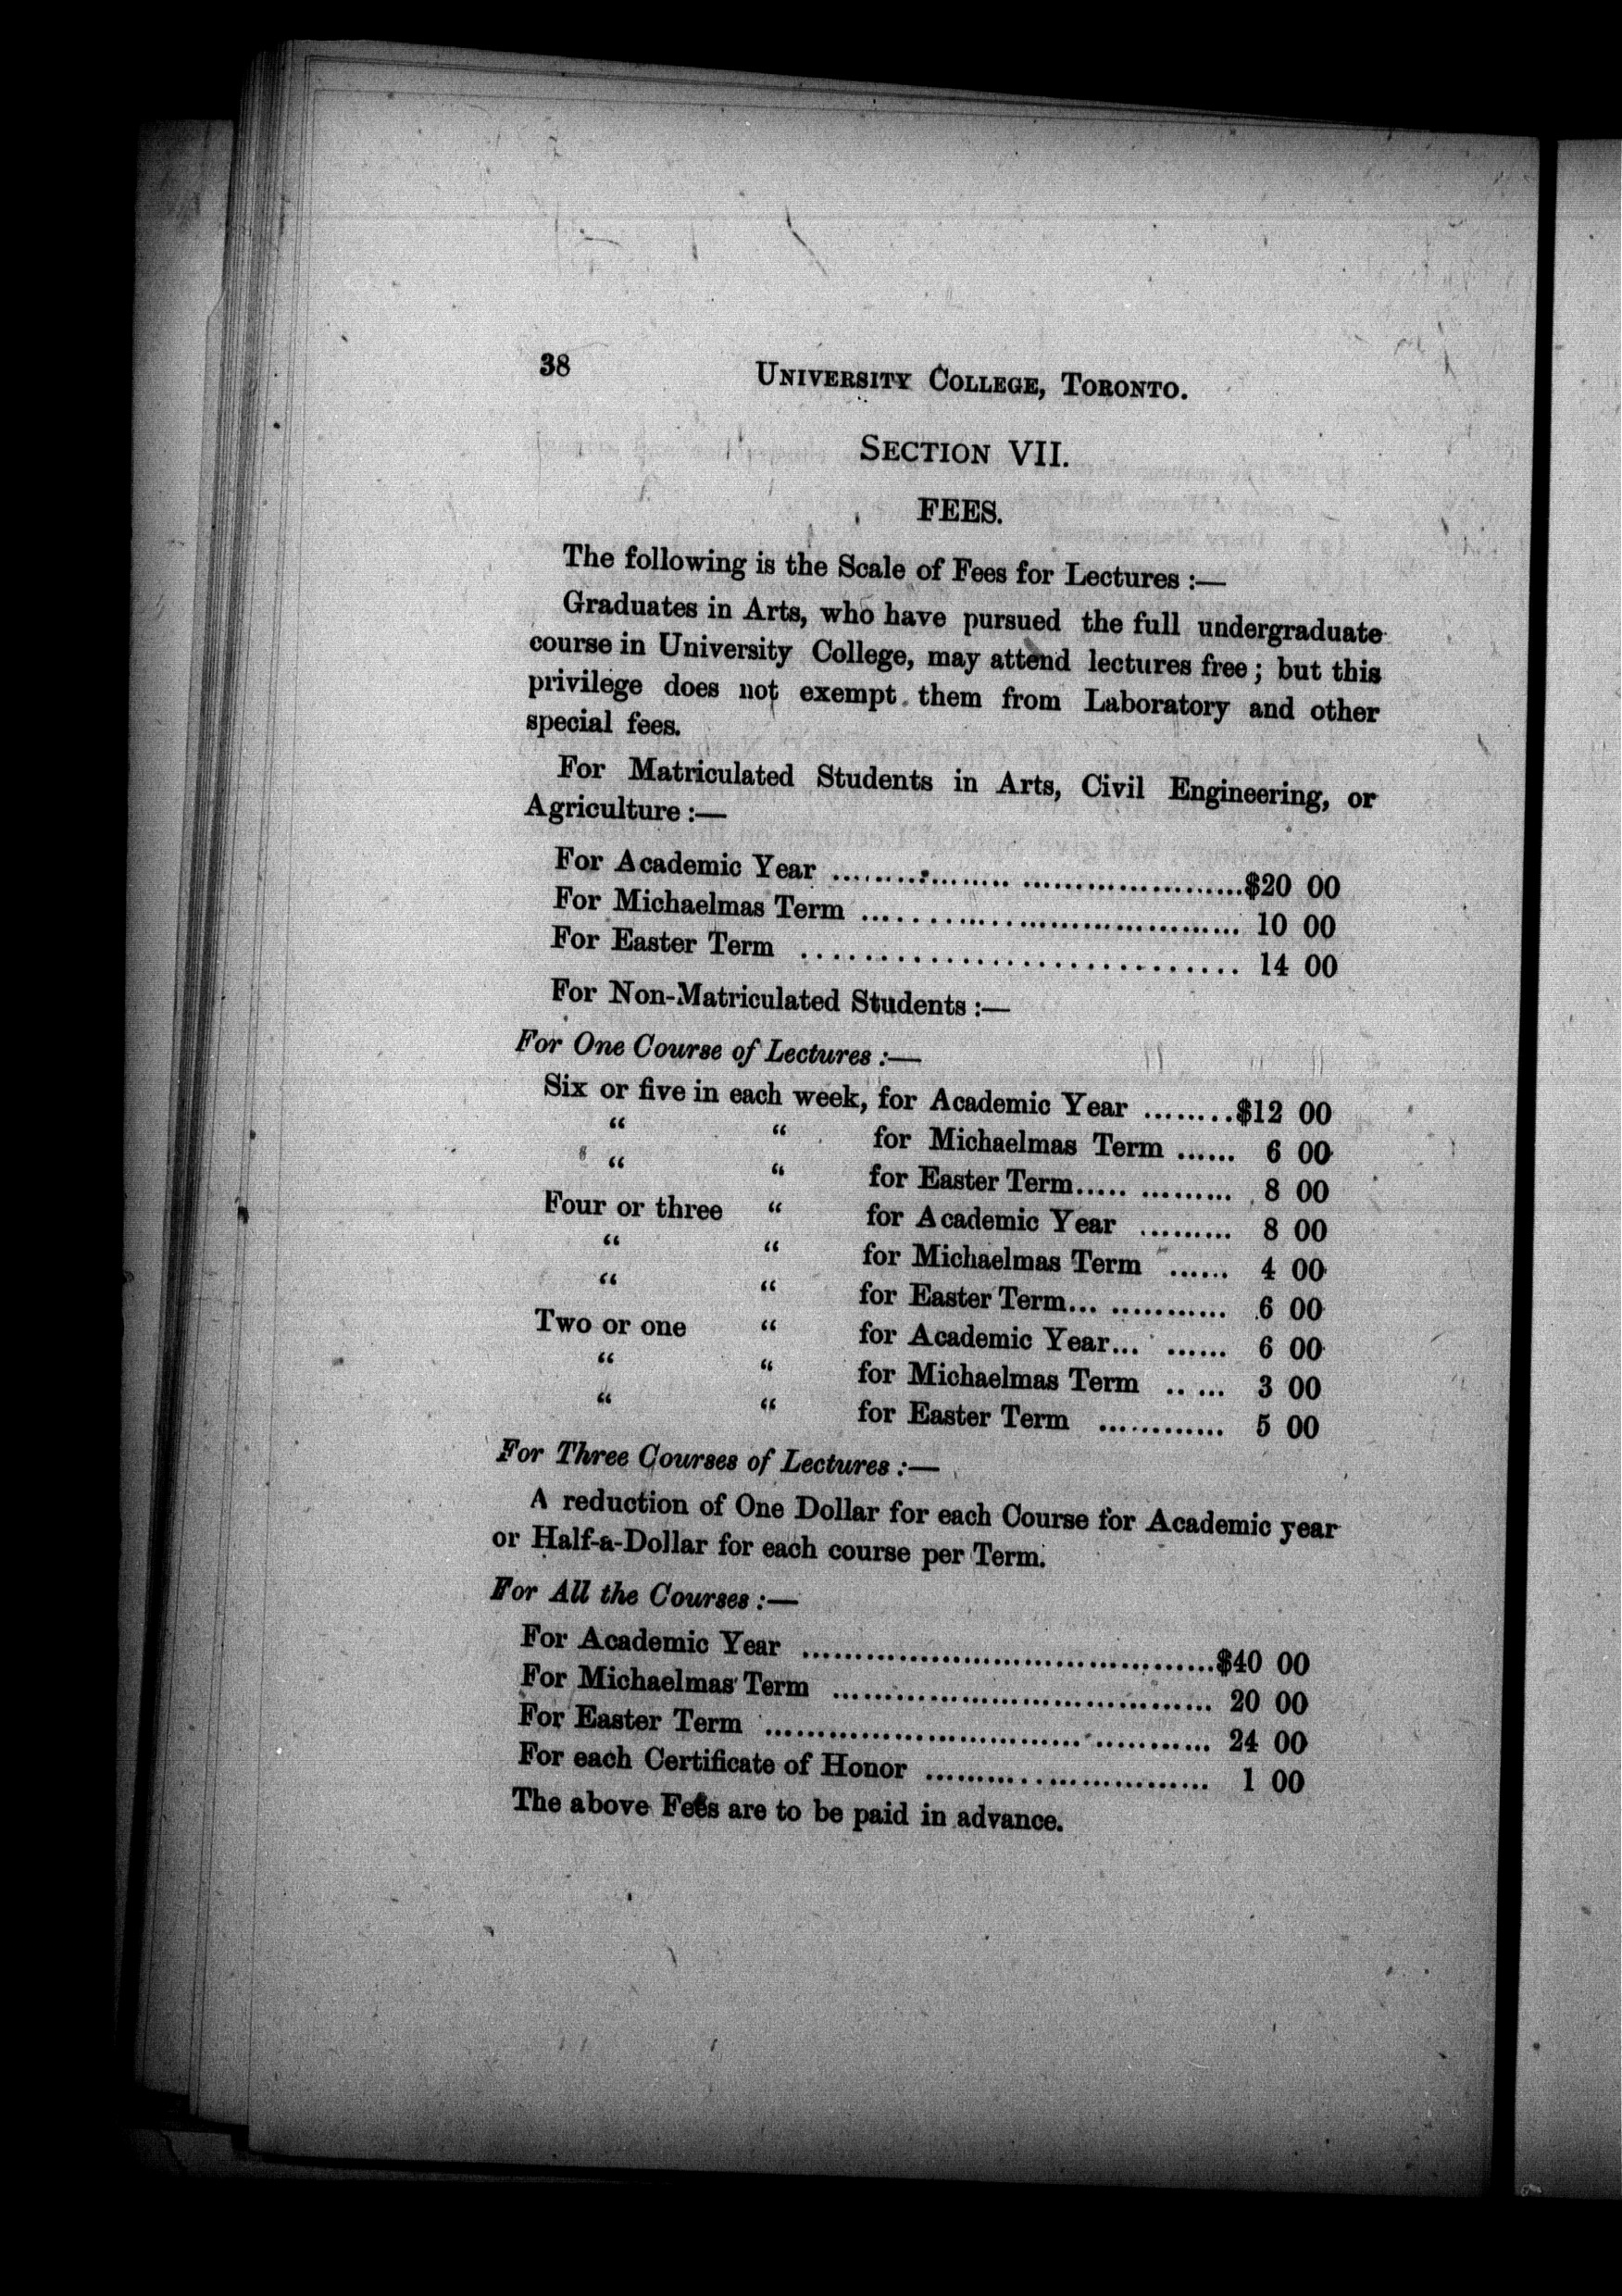 38
UNIVERSITY COLLEGE, TORONTO.
SECTION VII.
FEES.
The following is the Scale of Fees for Lectures :—
Graduates in Arts, who have pursued the full undergraduate
course in University College, may attend lectures free ; but this
privilege does not exempt them from Laboratory and other
special fees.
For Matriculated Students in Arts, Civil Engineering, or
Agriculture :—
For Academic Year ........................................$20 00
For Michaelmas Term ..................................... 10 00
For Easter Term ............................. 14 00
For Non-Matriculated Students :—
For One Course of Lectures :—
Six or five in each week, for Academic Year ........$12 00
“ “ for Michaelmas Term ...... 6 00
“ “ for Easter Term..... ......... 8 00
Four or three “ for Academic Year ......... 8 00
“ “ for Michaelmas Term ...... 4 00
“ “ for Easter Term... ........... 6 00
Two or one “ for Academic Year... ...... 6 00
“ “ for Michaelmas Term .. ... 3 00
“ “ for Easter Term ............ 5 00
For Three Courses of Lectures :—
A reduction of One Dollar for each Course for Academic year
or Half-a-Dollar for each course per Term.
For All the Courses :—
For Academic Year ........................................$40 00
For Michaelmas Term ..................................... 20 00
For Easter Term ........................................... 24 00
For each Certificate of Honor ........................... 1 00
The above Fees are to be paid in advance.